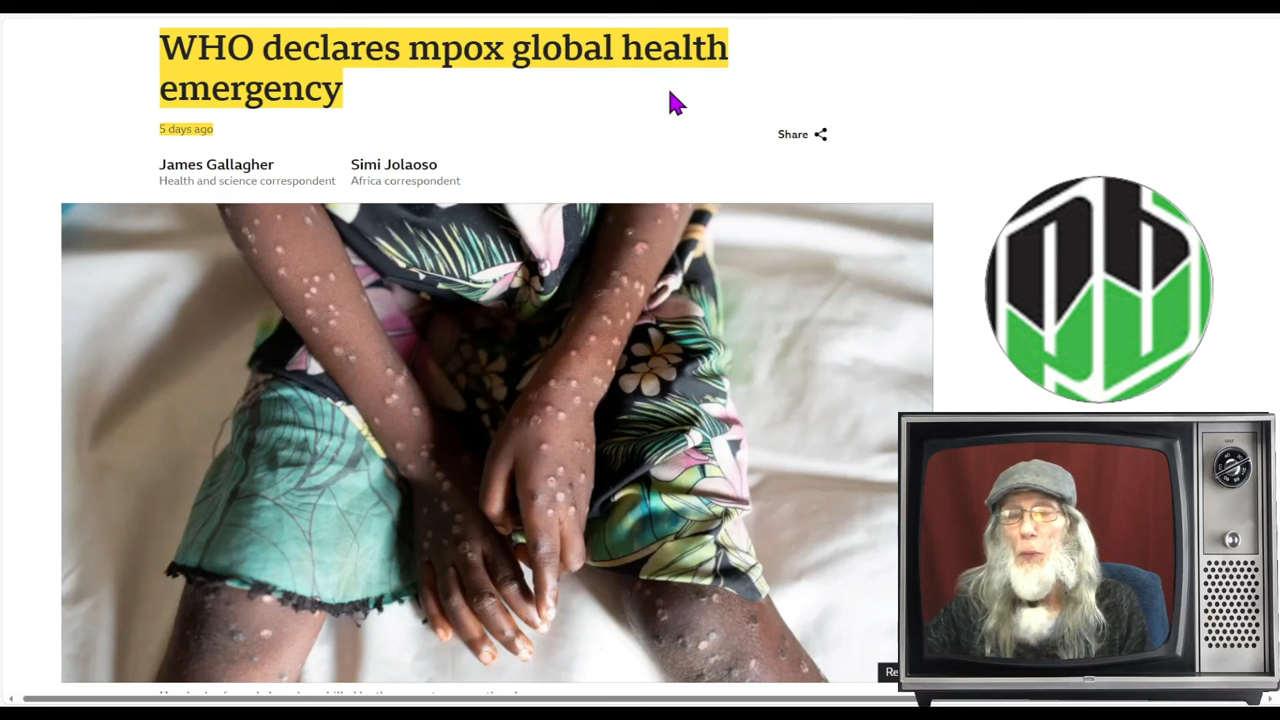 WHO declares mpox global health
emergency
5 days ago
Share
James Gallagher Simi Jolaoso
Health and science correspondent Africa correspondent
Re